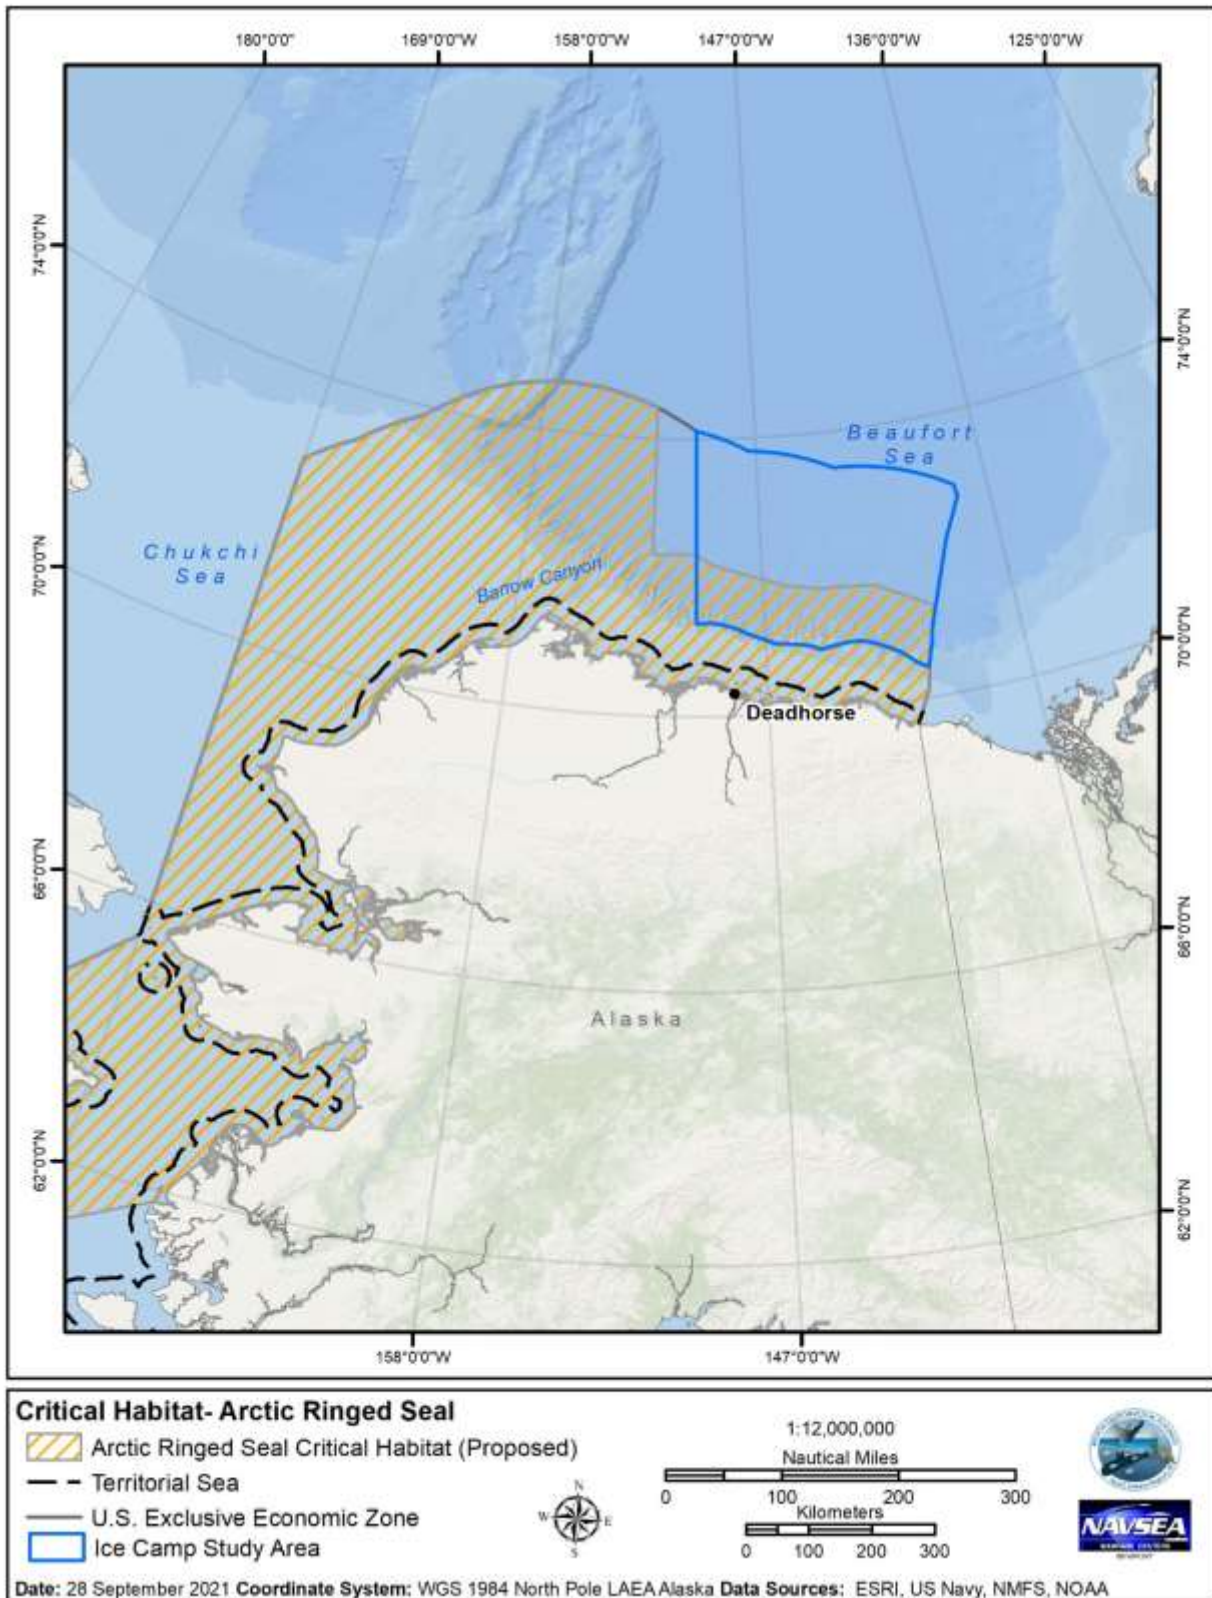 180°0'0"
169°0'0"W
158°0'0"W
147°0'0"W
136°0'0"W
125°0'0"W
74°0'0"N
74°0'0"N
Beaufort
Sea
Chukchi
Sea
70°0'0"N
Barrow Canyon
70°0'0"N
Deadhorse
66°0'0"N
66°0'0"N
Alaska
62°0'0"N
62°0'0"N
158°0'0"W
147°0'0"W
Critical Habitat- Arctic Ringed Seal
Arctic Ringed Seal Critical Habitat (Proposed)
Territorial Sea
U.S. Exclusive Economic Zone
Ice Camp Study Area
N
W E
S
1:12,000,000
Nautical Miles
0 100 200 300
Kilometers
0 100 200 300
NAVSEA
WARFARE CENTERS
NEWPORT
Date: 28 September 2021 Coordinate System: WGS 1984 North Pole LAEA Alaska Data Sources: ESRI, US Navy, NMFS, NOAA